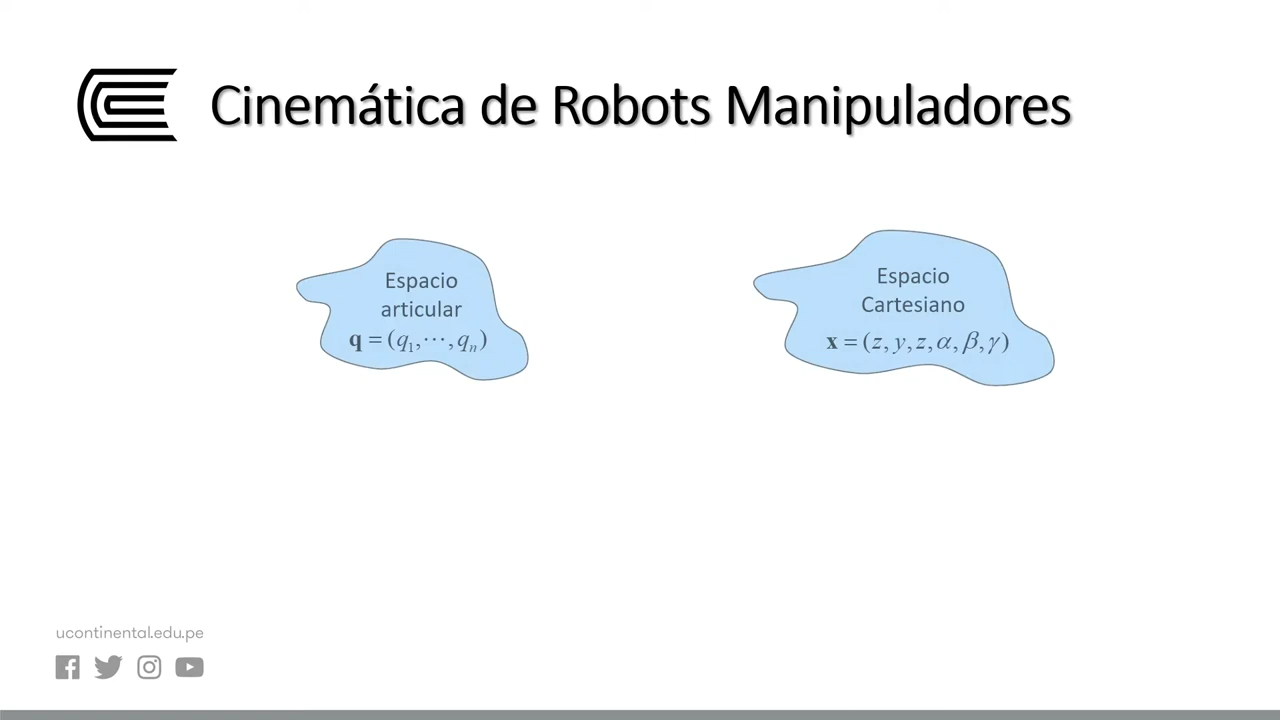 Cinemática de Robots Manipuladores
Espacio
articular
q = (q₁,⋯,qₙ)
Espacio
Cartesiano
x = (z, y, z, α, β, γ)
ucontinental.edu.pe